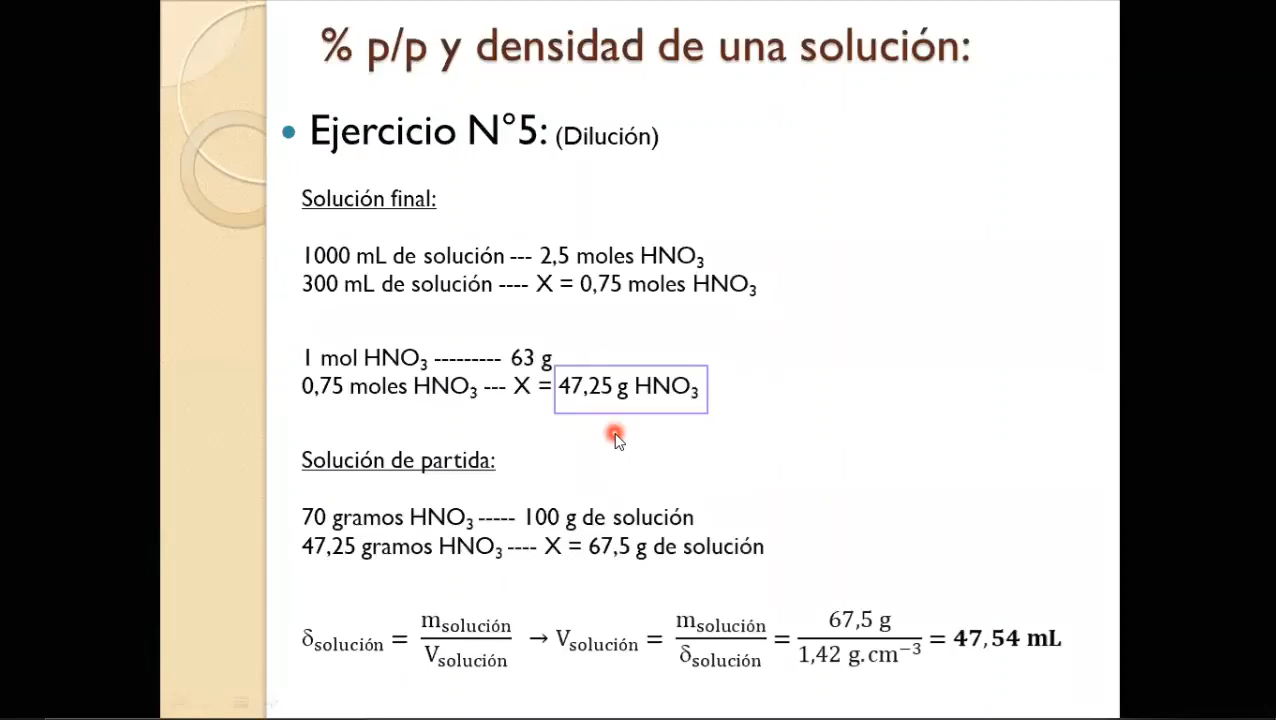 % p/p y densidad de una solución:
• Ejercicio N°5: (Dilución)
Solución final:
1000 mL de solución --- 2,5 moles HNO₃
300 mL de solución ---- X = 0,75 moles HNO₃
1 mol HNO₃ --------- 63 g
0,75 moles HNO₃ --- X = 47,25 g HNO₃
Solución de partida:
70 gramos HNO₃ ----- 100 g de solución
47,25 gramos HNO₃ ---- X = 67,5 g de solución
δsolución = msolución / Vsolución → Vsolución = msolución / δsolución = 67,5 g / 1,42 g.cm⁻³ = 47,54 mL